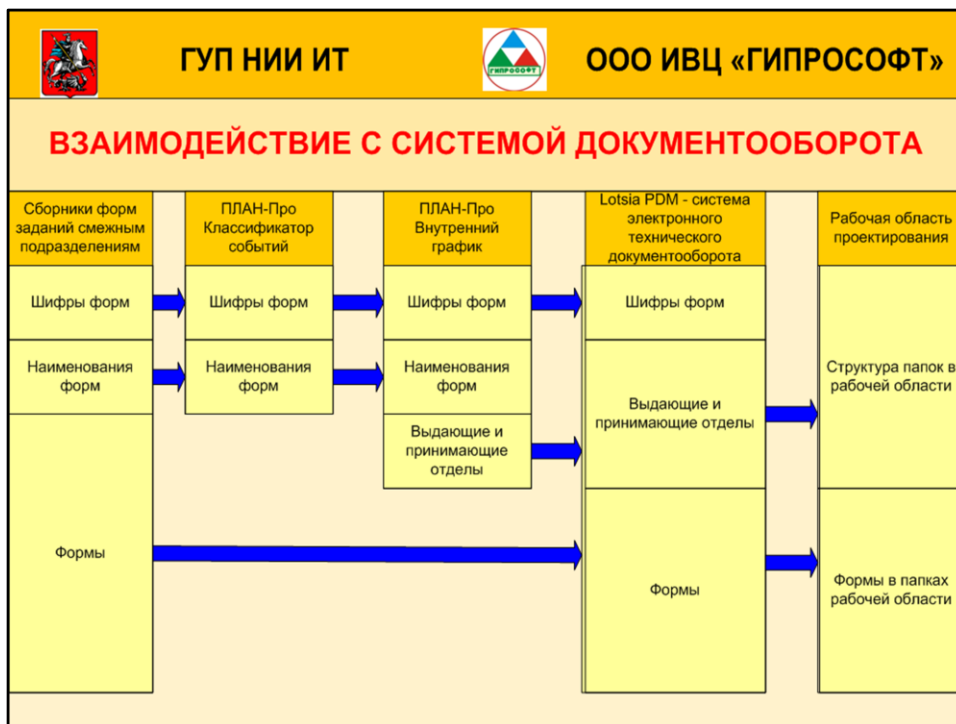 ГУП НИИ ИТ
ГИПРОСОФТ
ООО ИВЦ «ГИПРОСОФТ»
ВЗАИМОДЕЙСТВИЕ С СИСТЕМОЙ ДОКУМЕНТООБОРОТА
Сборники форм
заданий смежным
подразделениям
ПЛАН-Про
Классификатор
событий
ПЛАН-Про
Внутренний
график
Lotsia PDM - система
электронного
технического
документооборота
Рабочая область
проектирования
Шифры форм
Шифры форм
Шифры форм
Шифры форм
Наименования
форм
Наименования
форм
Наименования
форм
Выдающие и
принимающие отделы
Структура папок в
рабочей области
Выдающие и
принимающие
отделы
Формы
Формы
Формы в папках
рабочей области